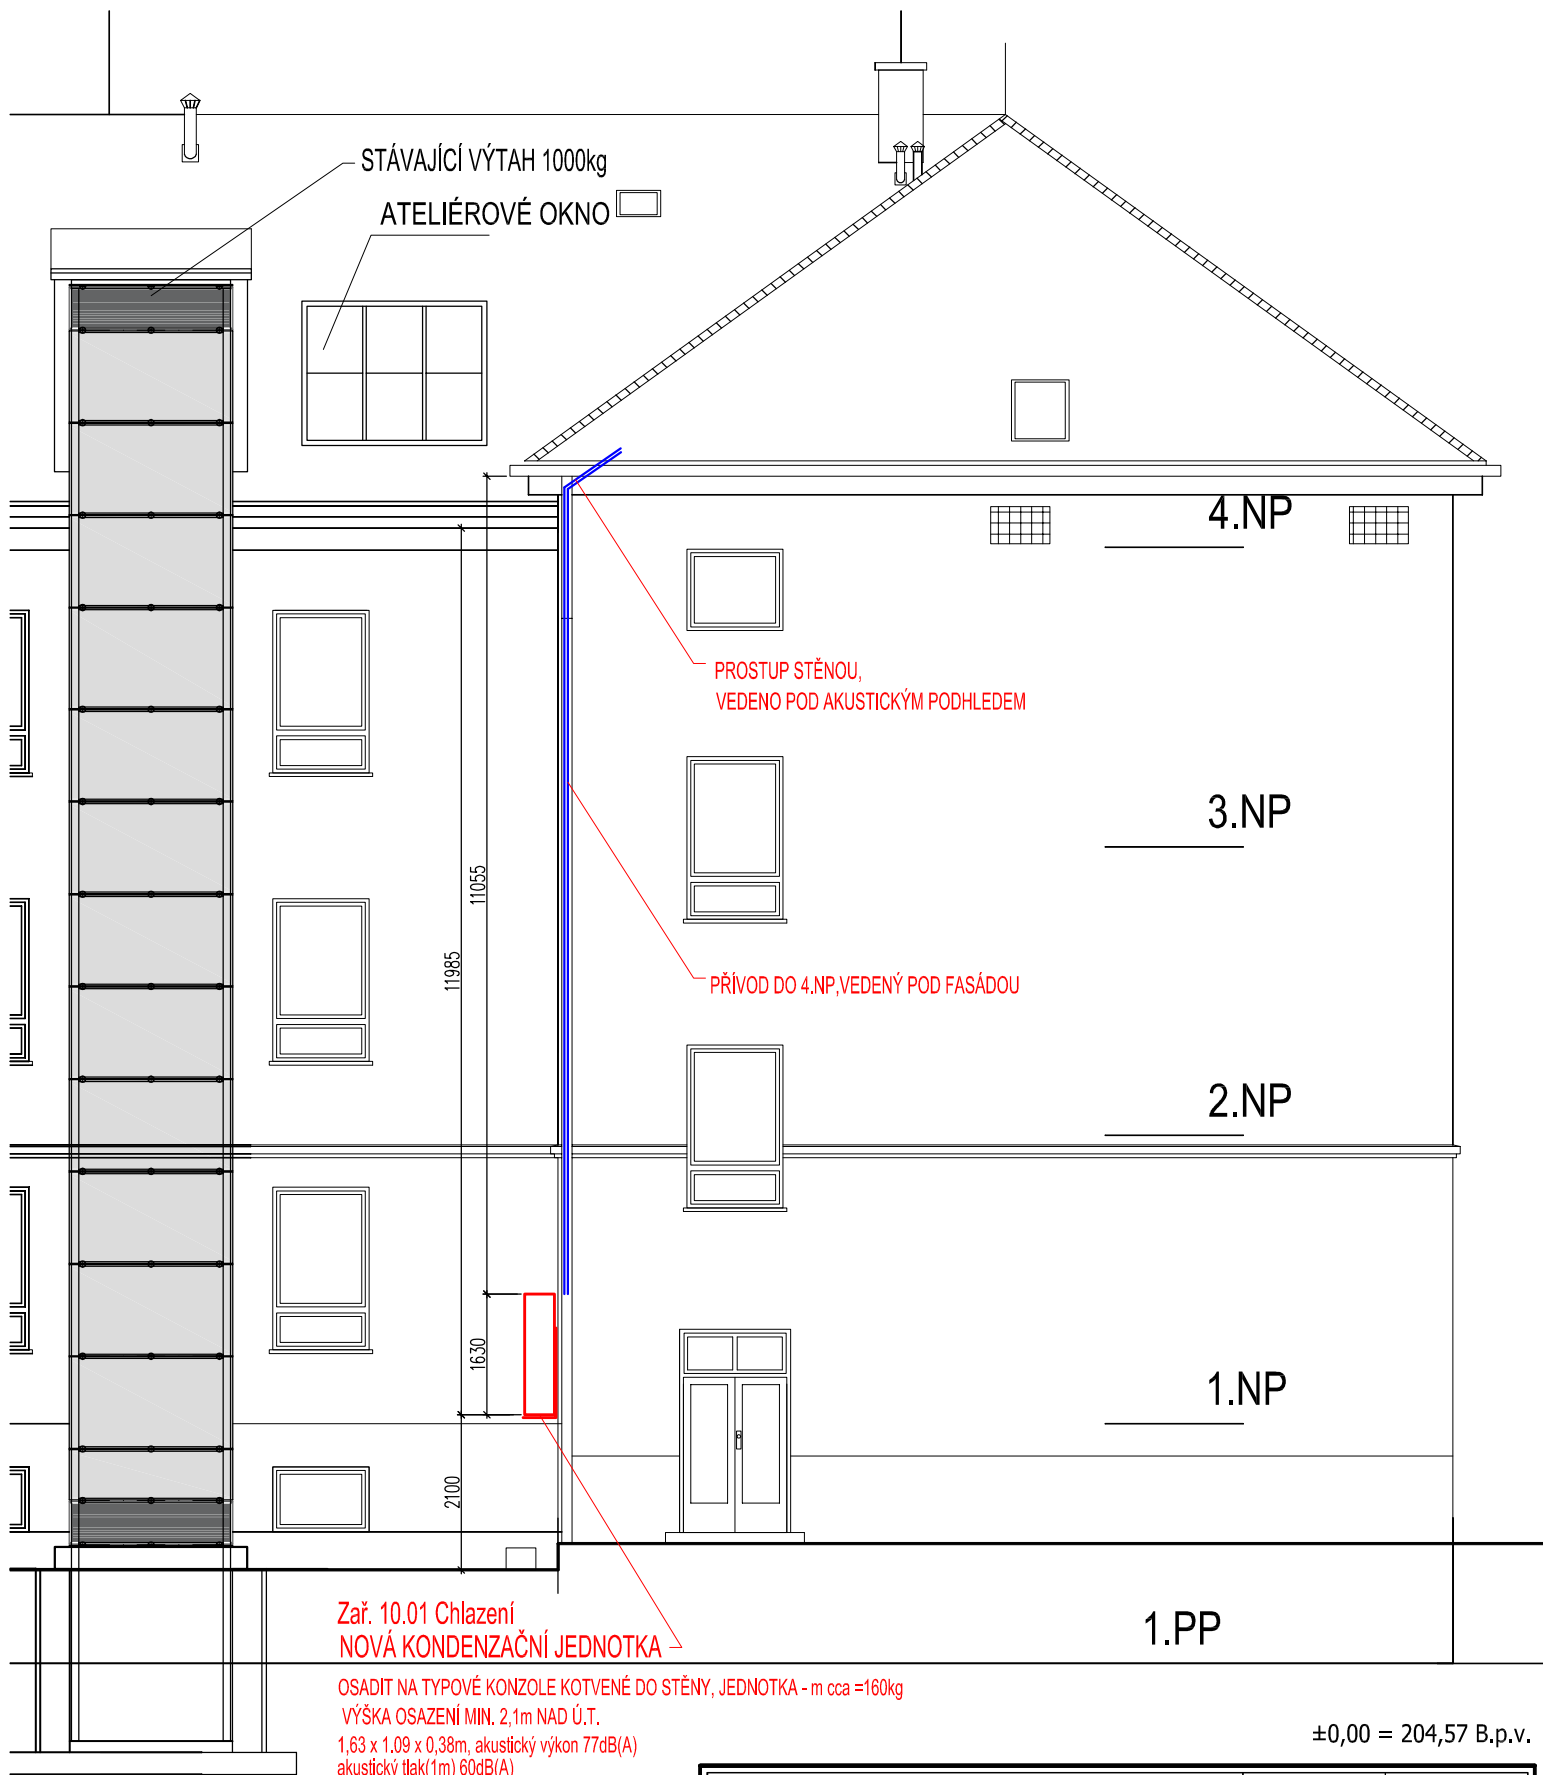 STÁVAJÍCÍ VÝTAH 1000kg
ATELIÉROVÉ OKNO
4.NP
PROSTUP STĚNOU,
VEDENO POD AKUSTICKÝM PODHLEDEM
3.NP
11055
11985
PŘÍVOD DO 4.NP,VEDENÝ POD FASÁDOU
2.NP
1630
1.NP
2100
Zař. 10.01 Chlazení
NOVÁ KONDENZAČNÍ JEDNOTKA
1.PP
OSADIT NA TYPOVÉ KONZOLE KOTVENÉ DO STĚNY, JEDNOTKA - m cca =160kg
VÝŠKA OSAZENÍ MIN. 2,1m NAD Ú.T.
1,63 x 1.09 x 0,38m, akustický výkon 77dB(A)
akustický tlak(1m) 60dB(A)
±0,00 = 204,57 B.p.v.